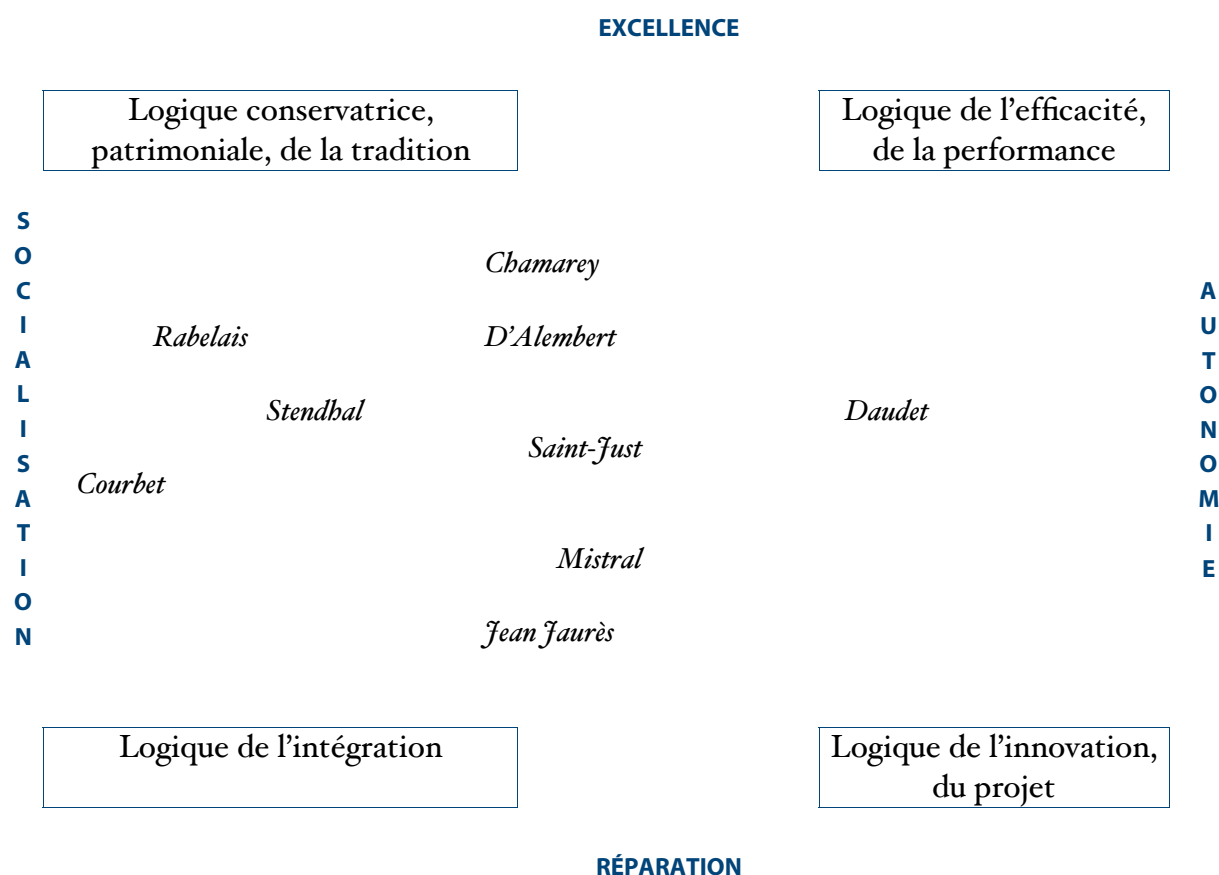 EXCELLENCE
Logique conservatrice,
patrimoniale, de la tradition
Logique de l’efficacité,
de la performance
SOCIALISATION
Chamarey
Rabelais
D’Alembert
Stendhal
Daudet
Saint-Just
Courbet
Mistral
Jean Jaurès
AUTONOMIE
Logique de l’intégration
Logique de l’innovation,
du projet
RÉPARATION